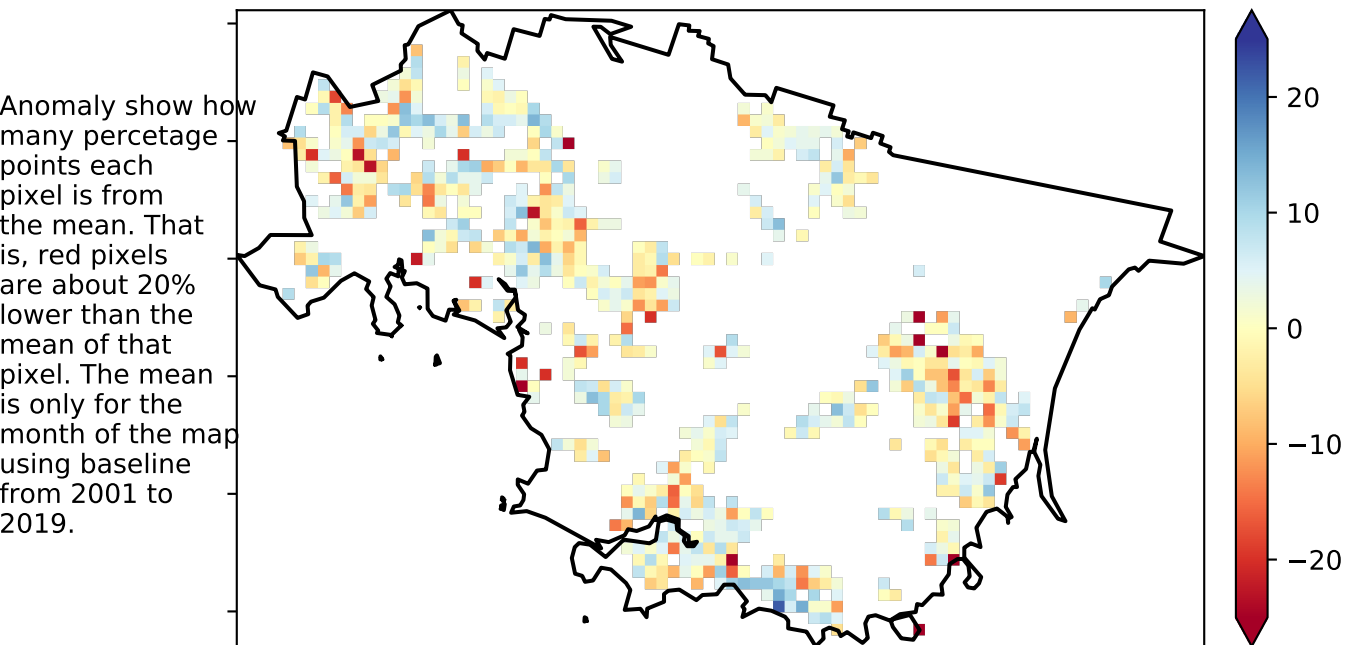 Anomaly show how
many percetage
points each
pixel is from
the mean. That
is, red pixels
are about 20%
lower than the
mean of that
pixel. The mean
is only for the
month of the map
using baseline
from 2001 to
2019.
20
10
0
−10
−20